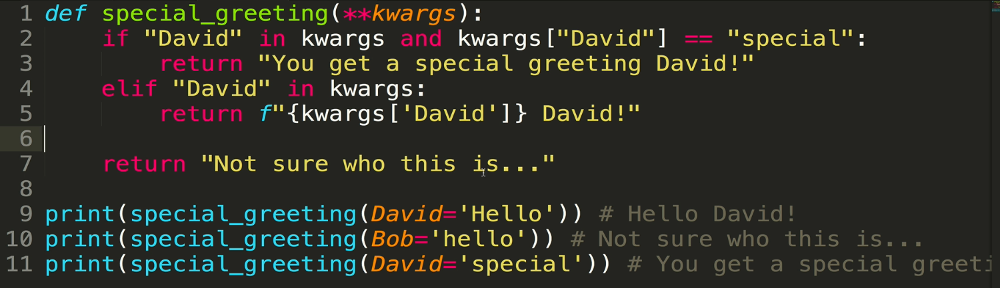 1 def special_greeting(**kwargs):
2     if "David" in kwargs and kwargs["David"] == "special":
3         return "You get a special greeting David!"
4     elif "David" in kwargs:
5         return f"{kwargs['David']} David!"
6
7     return "Not sure who this is..."
8
9 print(special_greeting(David='Hello')) # Hello David!
10 print(special_greeting(Bob='hello')) # Not sure who this is...
11 print(special_greeting(David='special')) # You get a special greeti